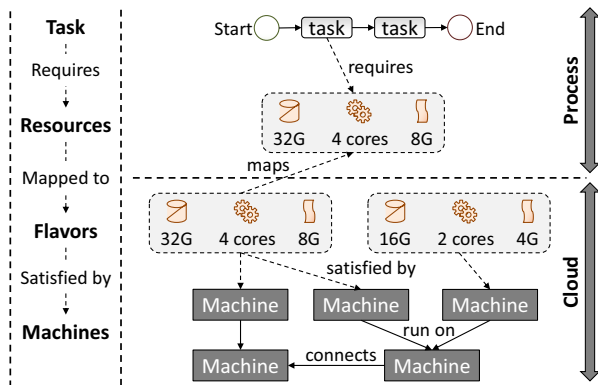 Task
Requires
Resources
Mapped to
Flavors
Satisfied by
Machines
Start
task
task
End
requires
32G 4 cores 8G
maps
Process
32G 4 cores 8G
16G 2 cores 4G
satisfied by
Machine
Machine
Machine
run on
Machine
connects
Machine
Cloud